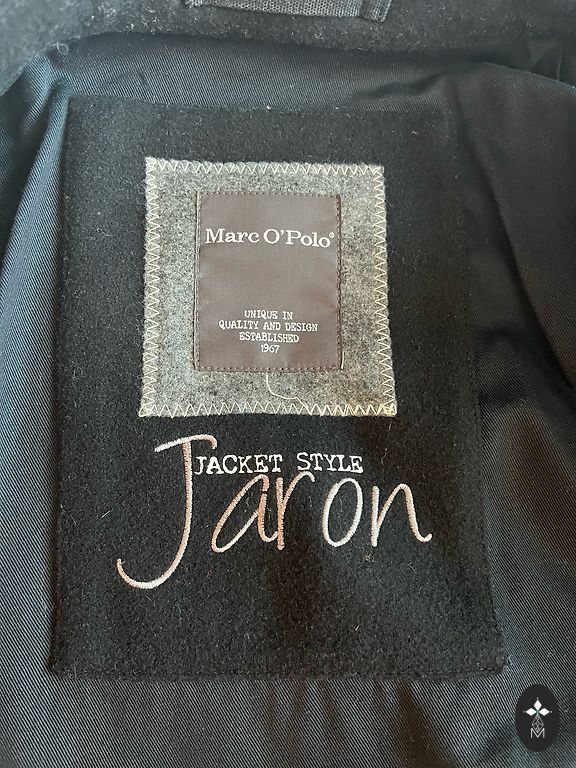 Marc O'Polo®
UNIQUE IN
QUALITY AND DESIGN
ESTABLISHED
1967
JACKET STYLE
Jaron
M